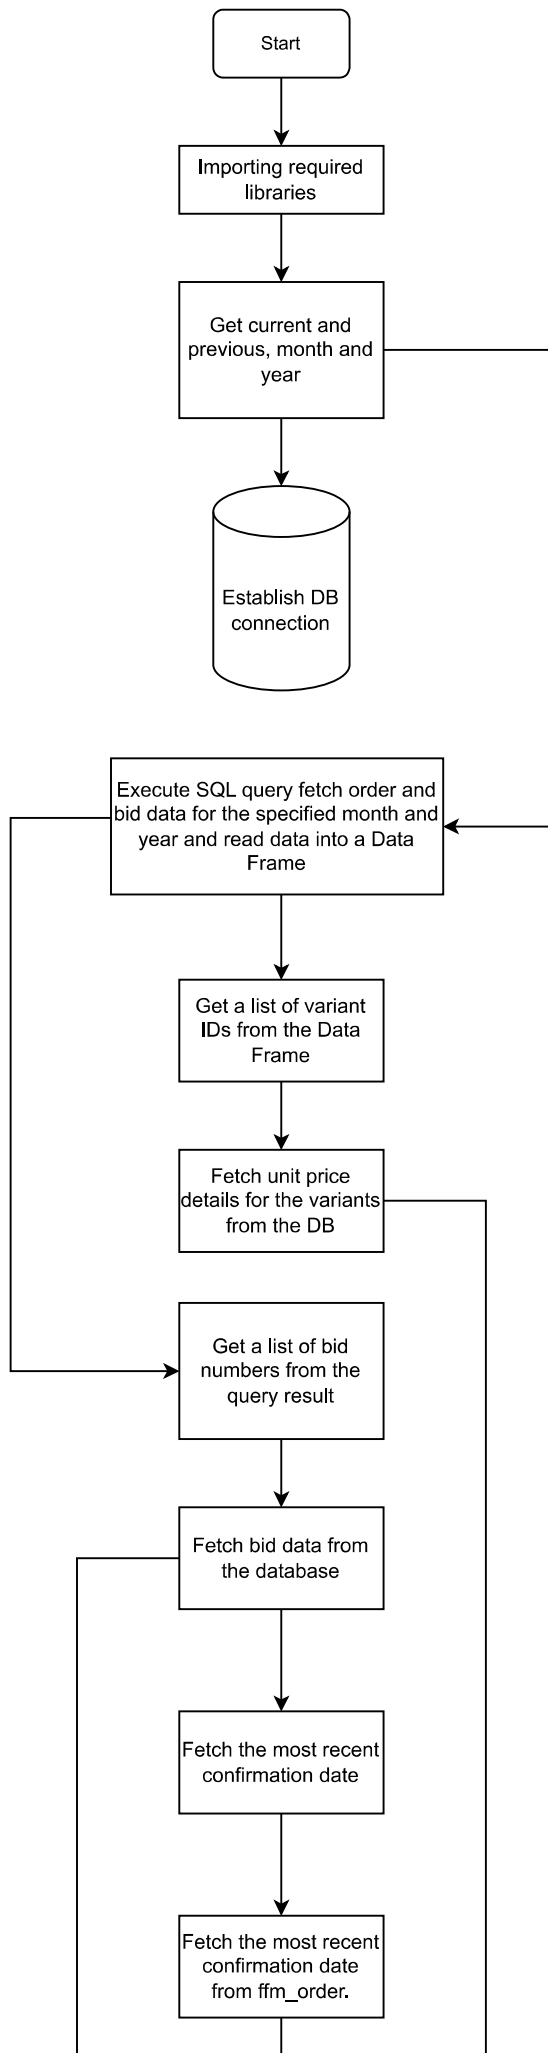 Start
Importing required
libraries
Get current and
previous, month and
year
Establish DB
connection
Execute SQL query fetch order and
bid data for the specified month and
year and read data into a Data
Frame
Get a list of variant
IDs from the Data
Frame
Fetch unit price
details for the variants
from the DB
Get a list of bid
numbers from the
query result
Fetch bid data from
the database
Fetch the most recent
confirmation date
Fetch the most recent
confirmation date
from ffm_order.